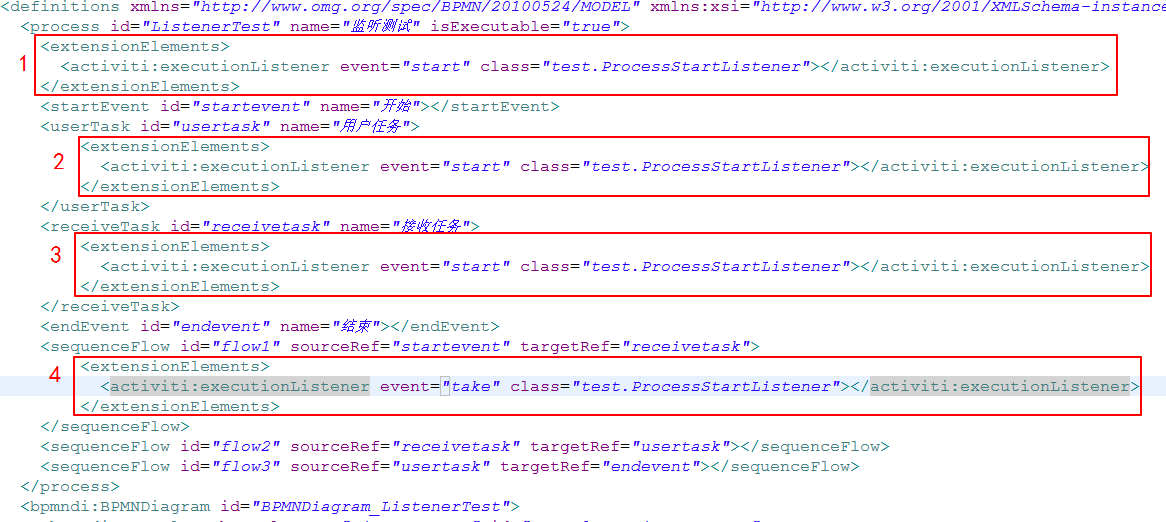 <definitions xmlns="http://www.omg.org/spec/BPMN/20100524/MODEL" xmlns:xsi="http://www.w3.org/2001/XMLSchema-instance
<process id="ListenerTest" name="监听测试" isExecutable="true">
<extensionElements>
1 <activiti:executionListener event="start" class="test.ProcessStartListener"></activiti:executionListener>
</extensionElements>
<startEvent id="startevent" name="开始"></startEvent>
<userTask id="usertask" name="用户任务">
<extensionElements>
2 <activiti:executionListener event="start" class="test.ProcessStartListener"></activiti:executionListener>
</extensionElements>
</userTask>
<receiveTask id="receivetask" name="接收任务">
<extensionElements>
3 <activiti:executionListener event="start" class="test.ProcessStartListener"></activiti:executionListener>
</extensionElements>
</receiveTask>
<endEvent id="endevent" name="结束"></endEvent>
<sequenceFlow id="flow1" sourceRef="startevent" targetRef="receivetask">
<extensionElements>
4 <activiti:executionListener event="take" class="test.ProcessStartListener"></activiti:executionListener>
</extensionElements>
</sequenceFlow>
<sequenceFlow id="flow2" sourceRef="receivetask" targetRef="usertask"></sequenceFlow>
<sequenceFlow id="flow3" sourceRef="usertask" targetRef="endevent"></sequenceFlow>
</process>
<bpmndi:BPMNDiagram id="BPMNDiagram_ListenerTest">